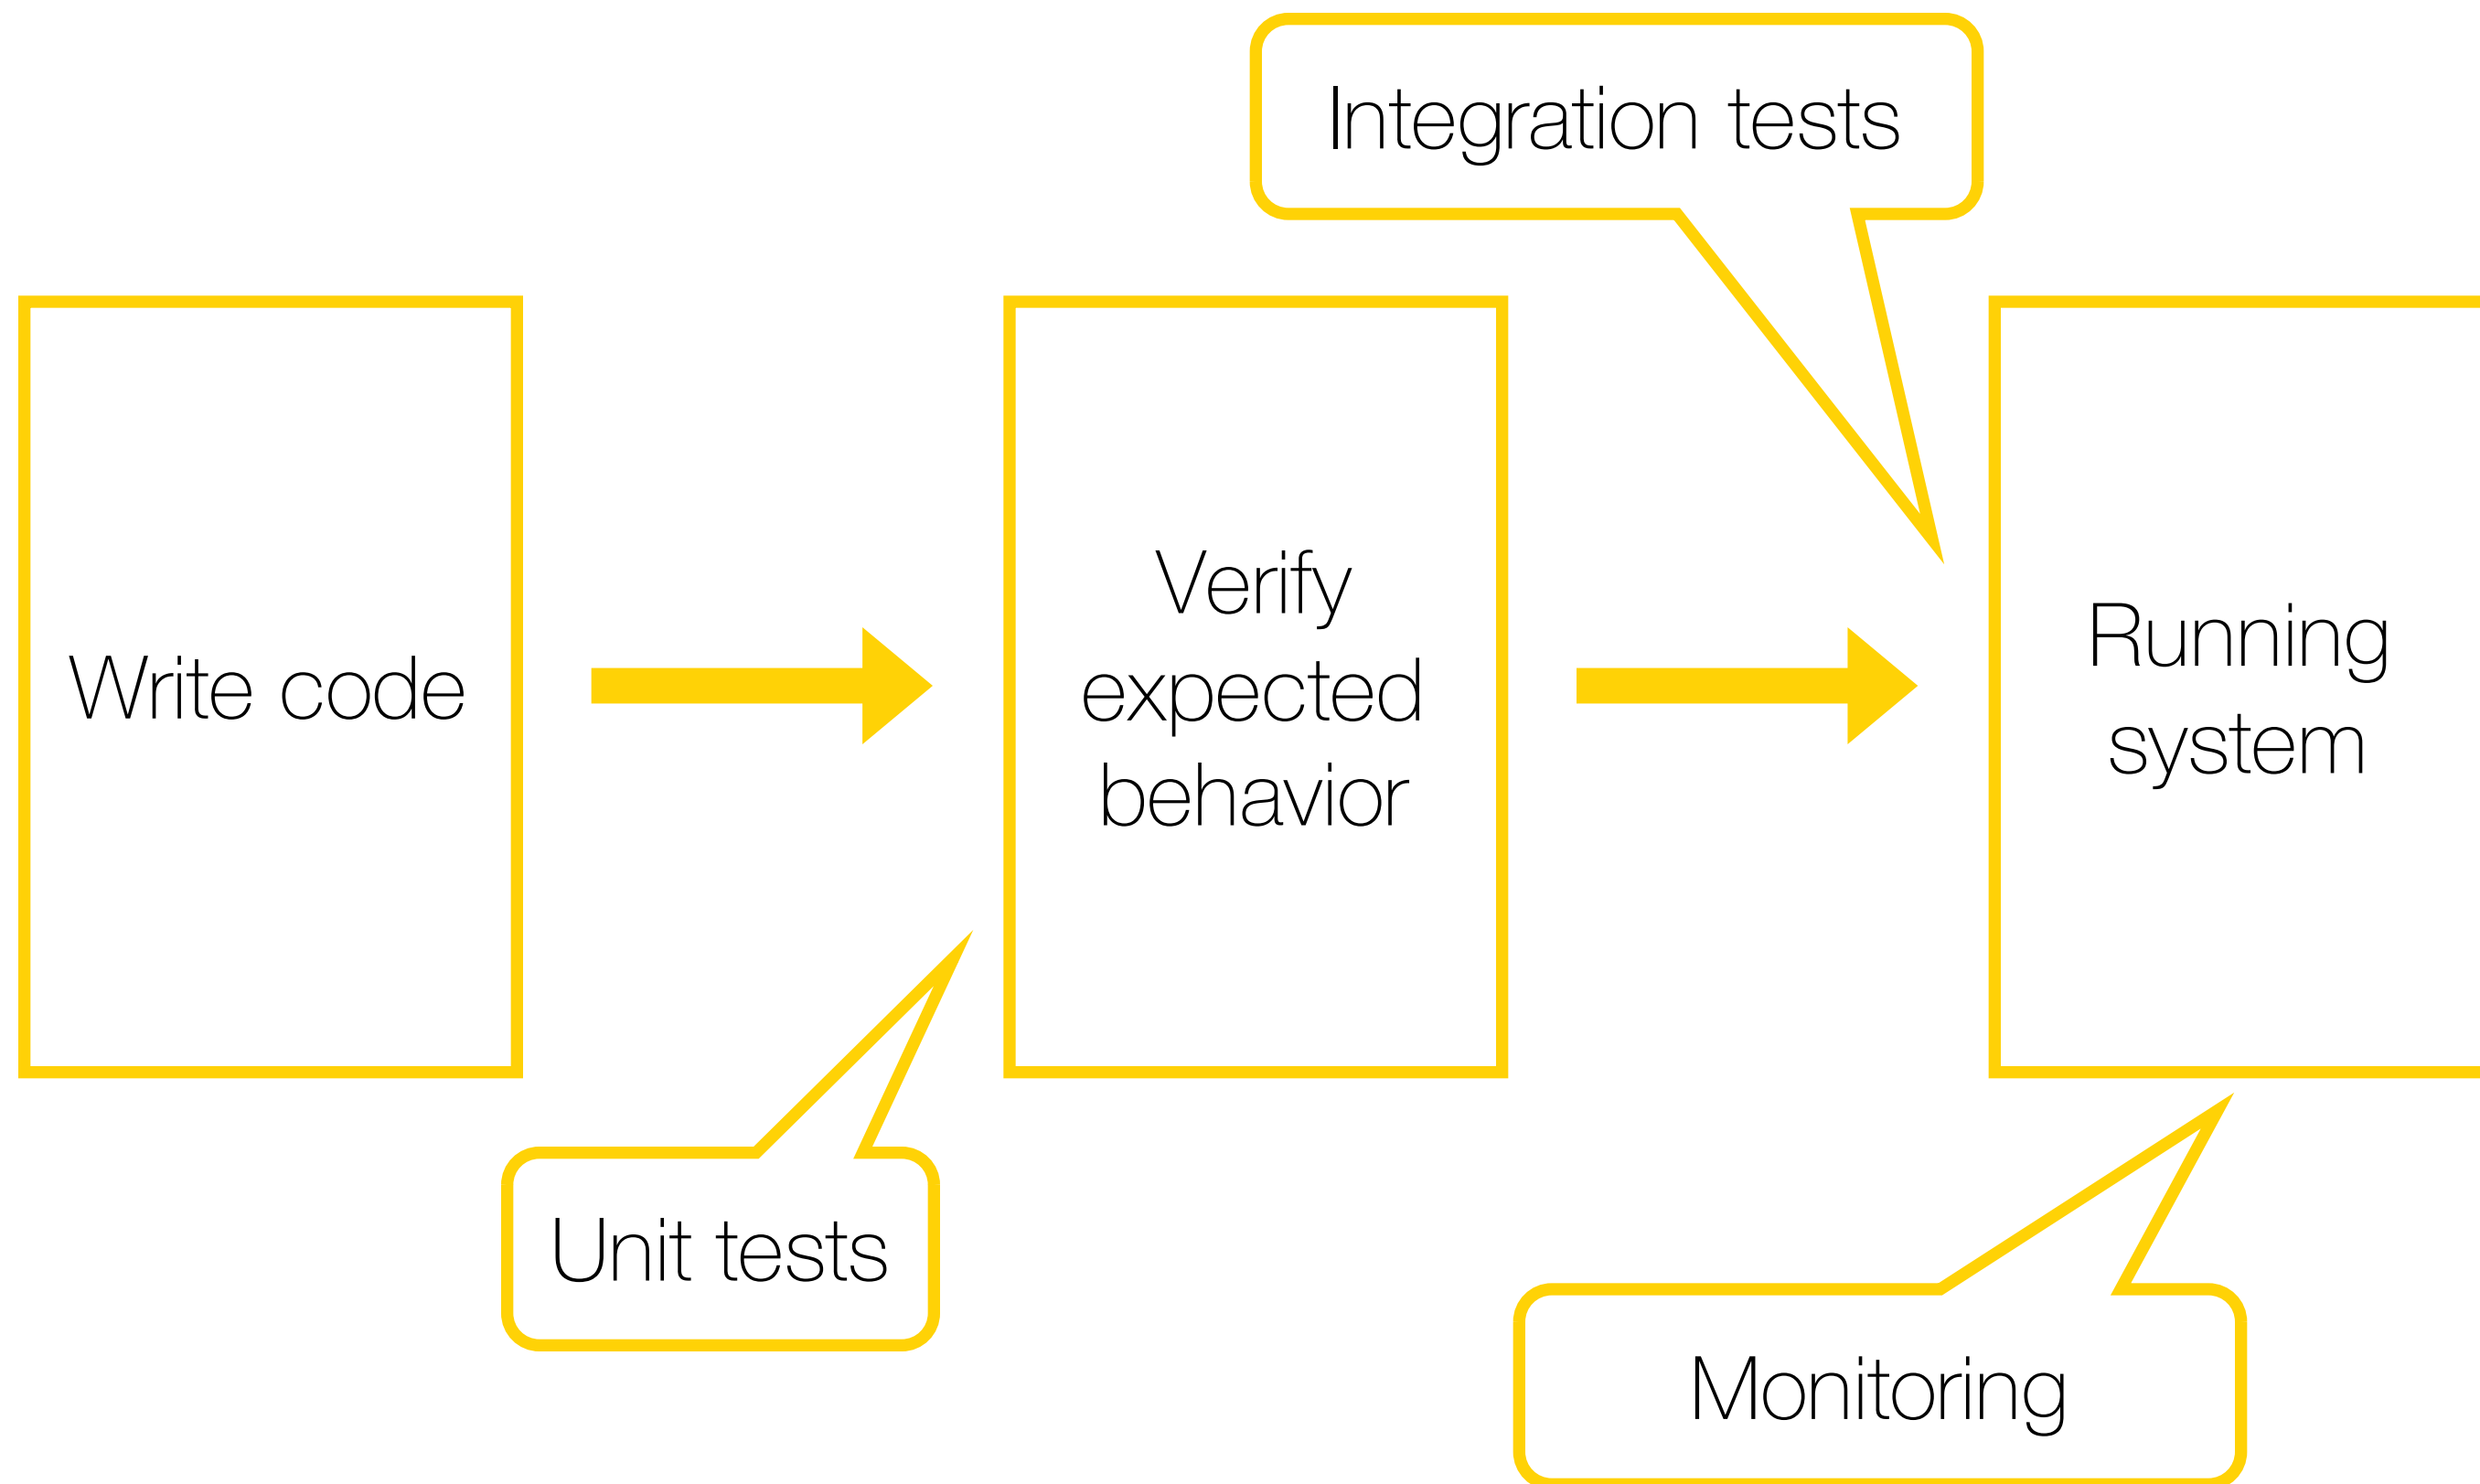 Integration tests
Write code
Verify
expected
behavior
Running
system
Unit tests
Monitoring